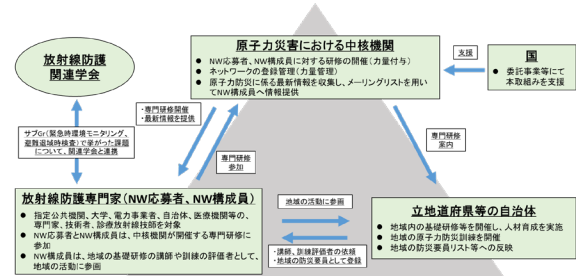 放射線防護
関連学会
原子力災害における中核機関
● NW応募者、NW構成員に対する研修の開催(力量付与)
● ネットワークの登録管理(力量管理)
● 原子力防災に係る最新情報を収集し、メーリングリストを用い
てNW構成員へ情報提供
支援
国
● 委託事業等にて
本取組みを支援
サブGr(緊急時環境モニタリング、
避難退域時検査)で挙がった課題
について、関連学会と連携
・専門研修開催
・最新情報を提供
専門研修
参加
専門研修
案内
放射線防護専門家(NW応募者、NW構成員)
● 指定公共機関、大学、電力事業者、自治体、医療機関等の、
専門家、技術者、診療放射線技師を対象
● NW応募者とNW構成員は、中核機関が開催する専門研修に
参加
● NW構成員は、地域の基礎研修の講師や訓練の評価者として、
地域の活動に参画
地域の活動に参画
・講師、訓練評価者の依頼
・地域の防災要員として登録
立地道府県等の自治体
● 地域内の基礎研修等を開催し、人材育成を実施
● 地域の原子力防災訓練を開催
● 地域の防災要員リスト等への反映